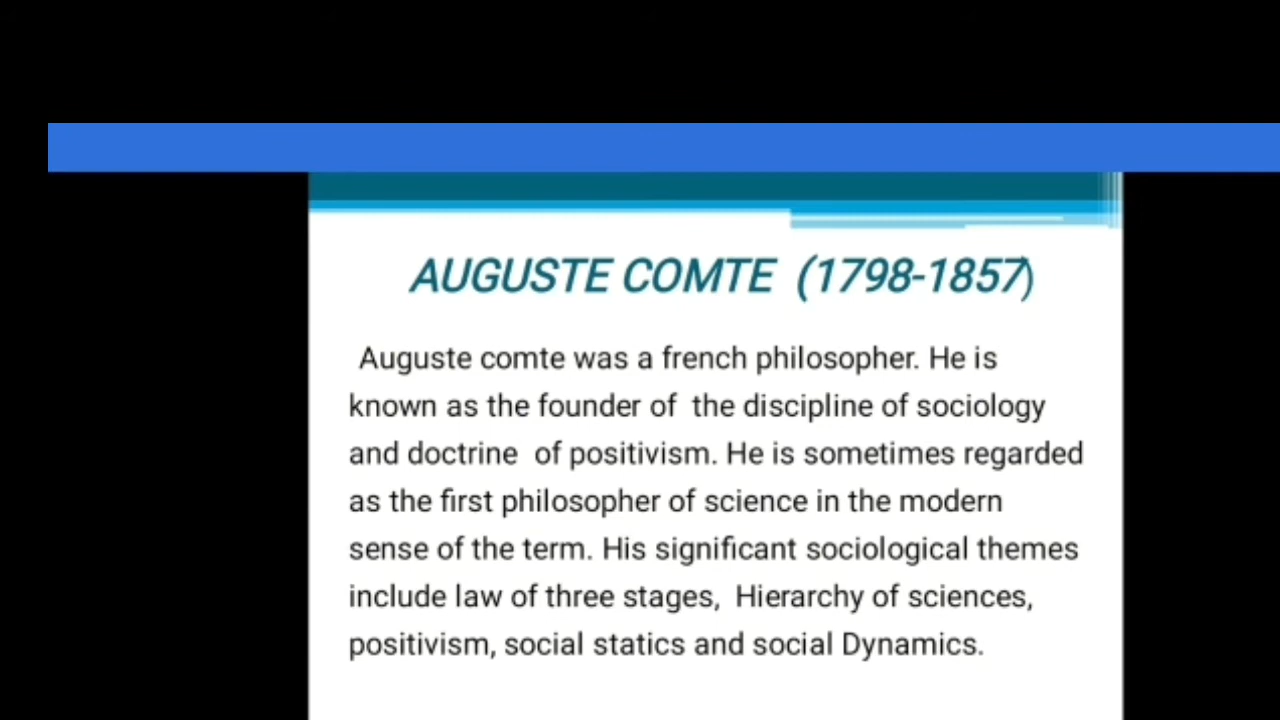 AUGUSTE COMTE (1798-1857)
Auguste comte was a french philosopher. He is
known as the founder of the discipline of sociology
and doctrine of positivism. He is sometimes regarded
as the first philosopher of science in the modern
sense of the term. His significant sociological themes
include law of three stages, Hierarchy of sciences,
positivism, social statics and social Dynamics.